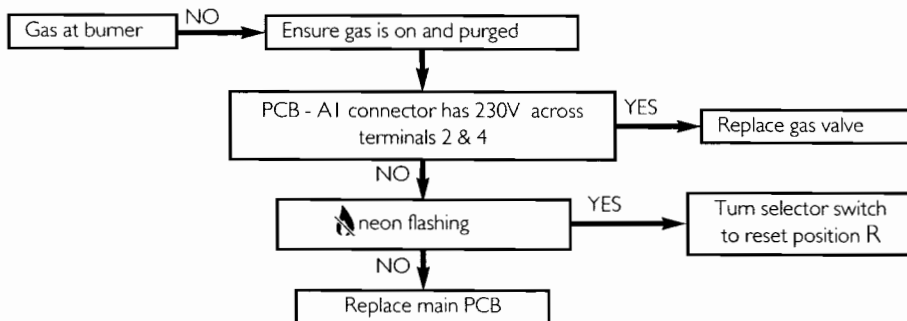 Gas at burner
NO
Ensure gas is on and purged
PCB - A1 connector has 230V across
terminals 2 & 4
YES
Replace gas valve
NO
neon flashing
YES
Turn selector switch
to reset position R
NO
Replace main PCB